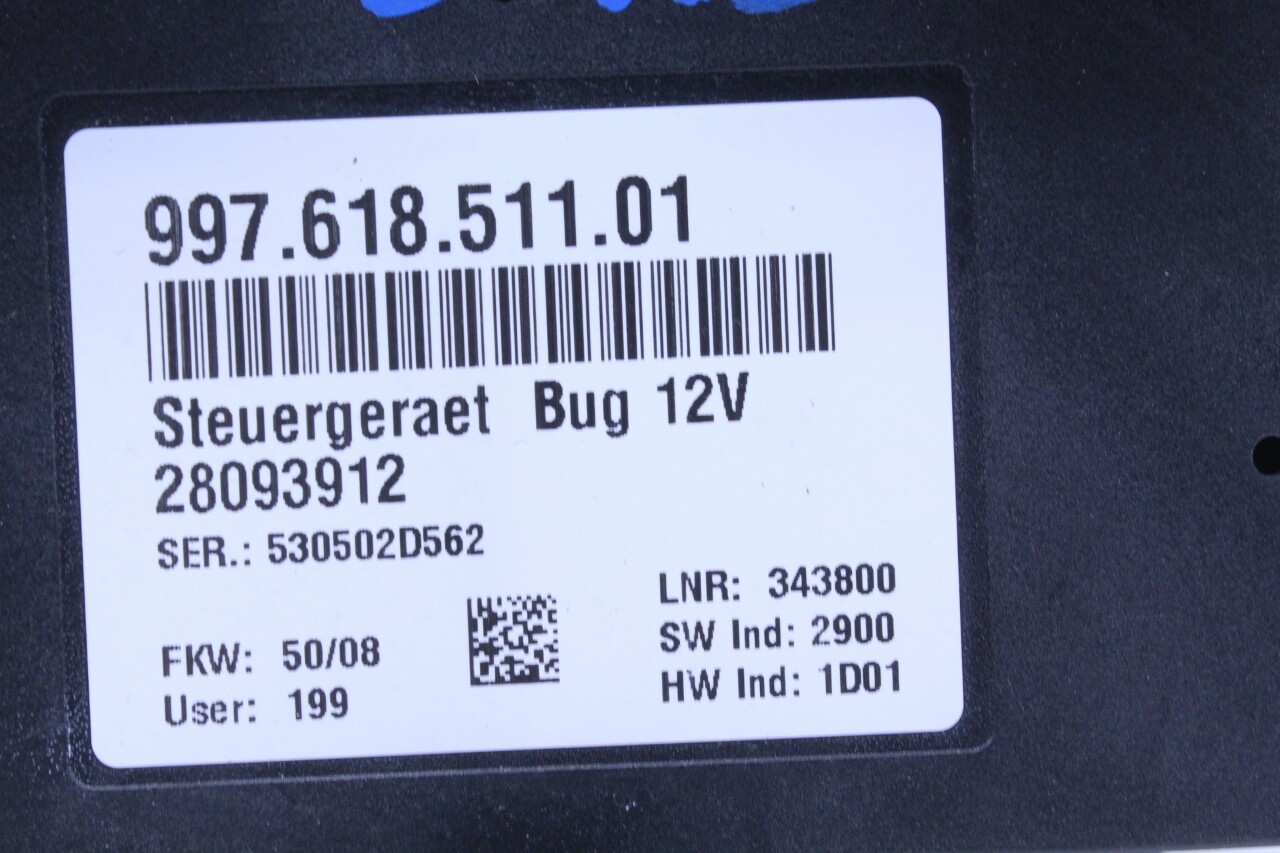 997.618.511.01
Steuergeraet Bug 12V
28093912
SER.: 530502D562
LNR: 343800
FKW: 50/08
SW Ind: 2900
User: 199
HW Ind: 1D01